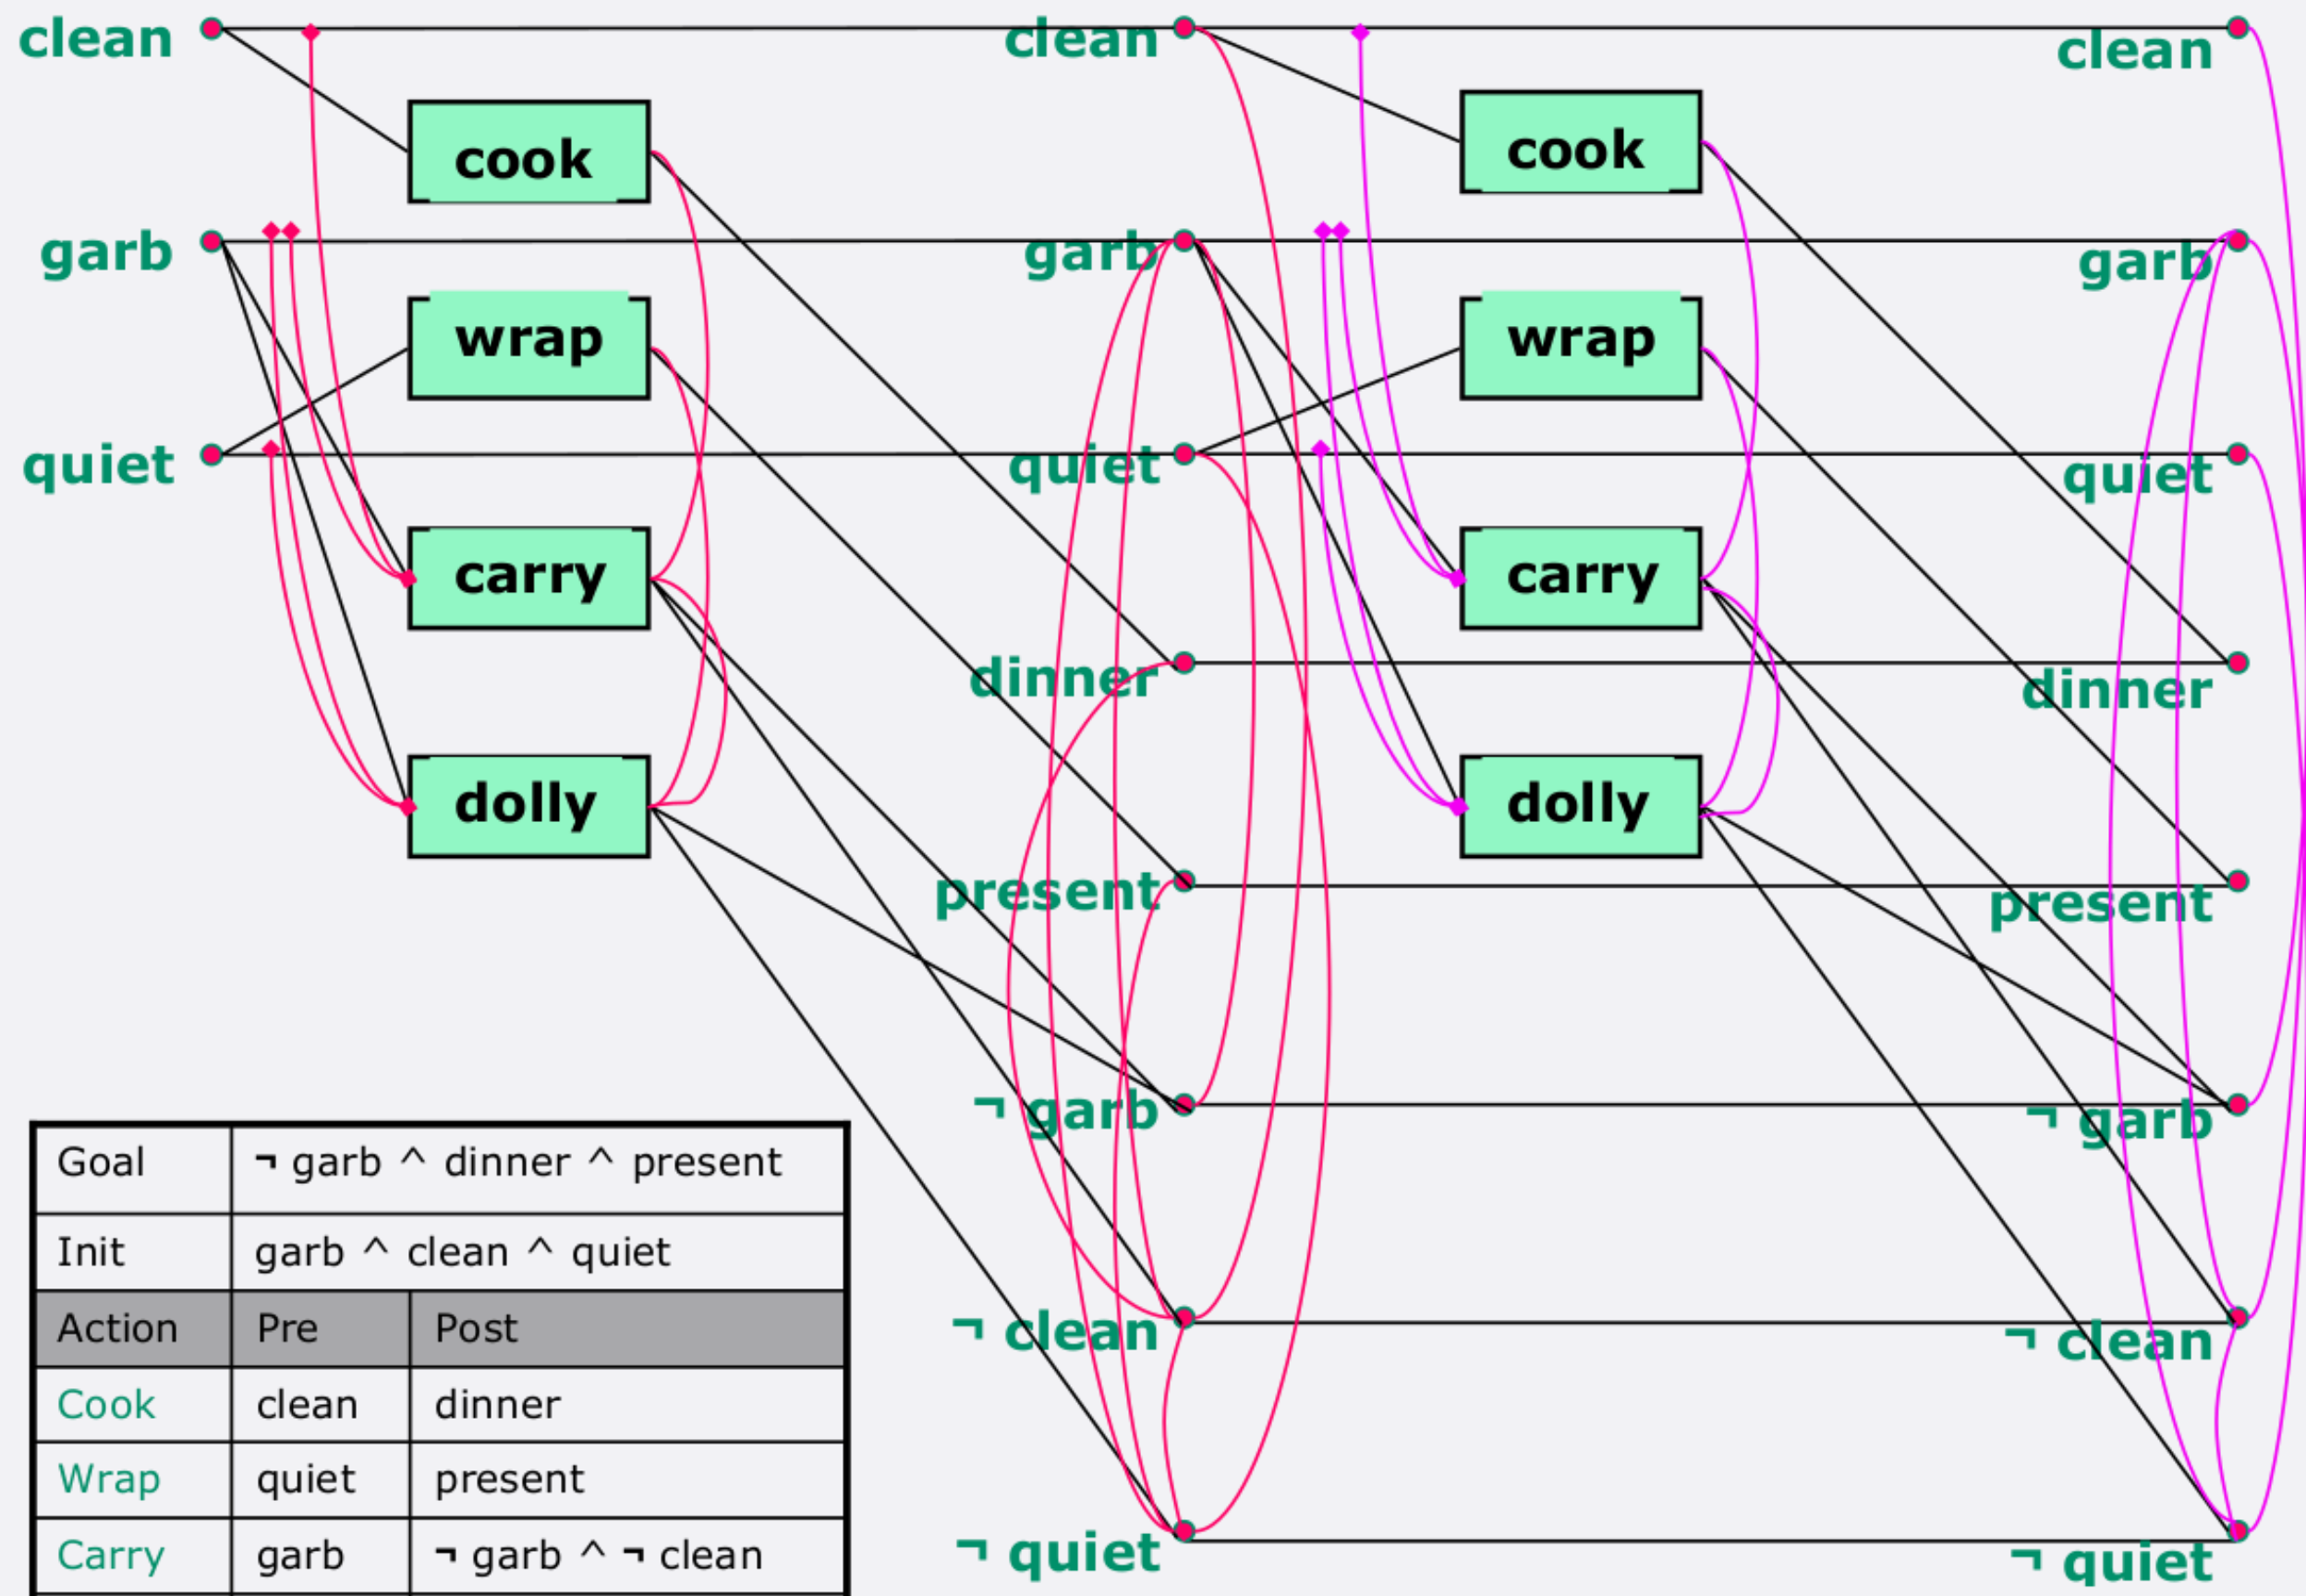 clean clean clean
cook cook
garb garb garb
wrap wrap
quiet quiet quiet
carry carry
dinner dinner
dolly dolly
present present
¬ garb ¬ garb
Goal ¬ garb ^ dinner ^ present
Init garb ^ clean ^ quiet
Action Pre Post
¬ clean ¬ clean
Cook clean dinner
Wrap quiet present
Carry garb ¬ garb ^ ¬ clean
¬ quiet ¬ quiet